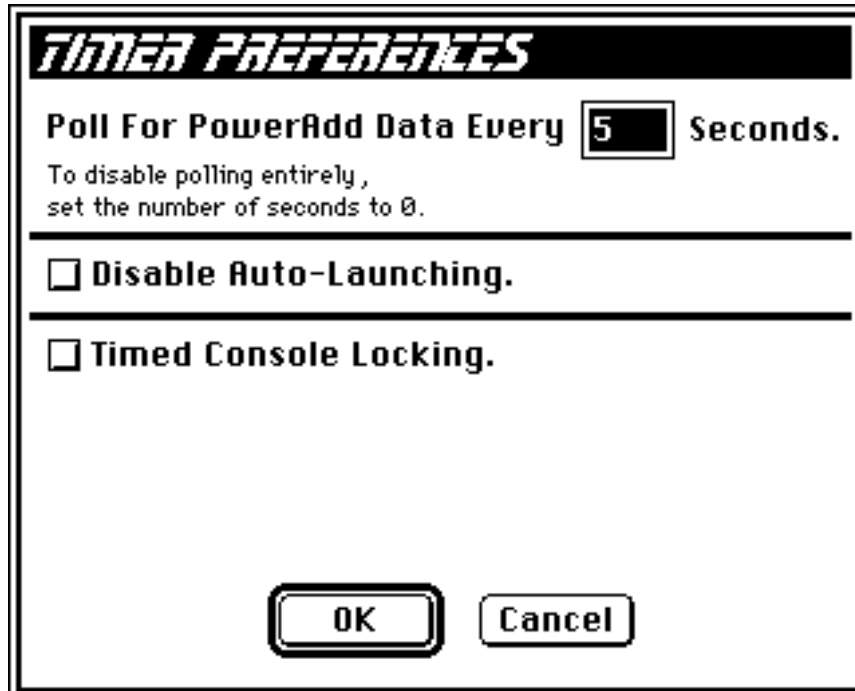 TIMER PREFERENCES
Poll For PowerAdd Data Every 5 Seconds.
To disable polling entirely,
set the number of seconds to 0.
Disable Auto-Launching.
Timed Console Locking.
OK Cancel